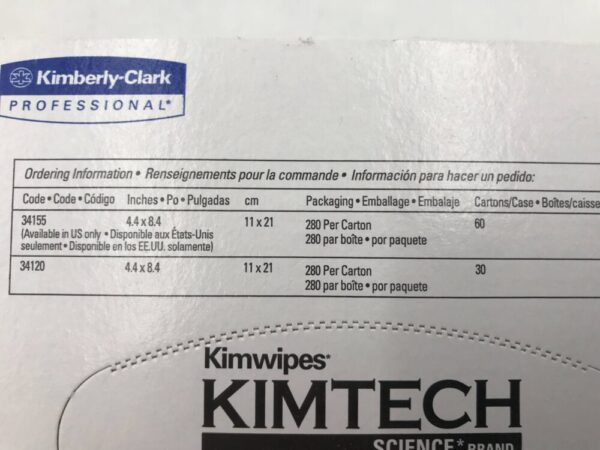 Kimberly-Clark
PROFESSIONAL*
Ordering Information • Renseignements pour la commande • Información para hacer un pedido:
Code • Code • Código Inches • Po • Pulgadas cm Packaging • Emballage • Embalaje Cartons/Case • Boîtes/caisse
34155 4.4 x 8.4 11 x 21 280 Per Carton 60
(Available in US only • Disponible aux États-Unis 280 par boîte • por paquete
seulement • Disponible en los EE.UU. solamente)
34120 4.4 x 8.4 11 x 21 280 Per Carton 30
280 par boîte • por paquete
Kimwipes*
KIMTECH
SCIENCE* BRAND